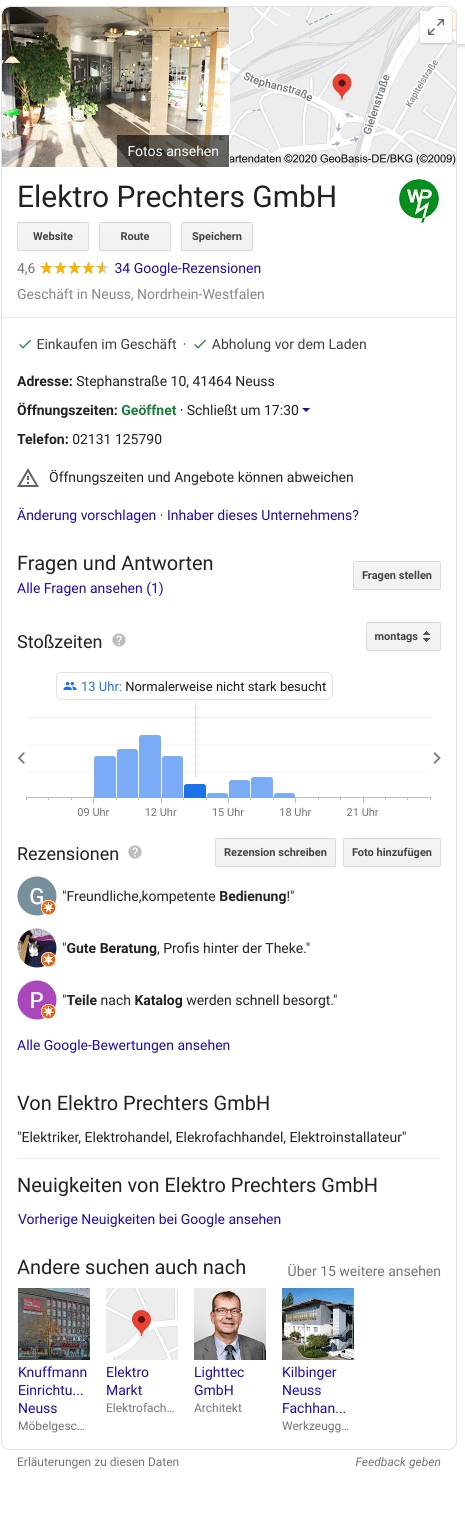 Stephanstraße
Gielenstraße
Kapitelstraße
Fotos ansehen
artendaten ©2020 GeoBasis-DE/BKG (©2009)
Elektro Prechters GmbH
WP
Website
Route
Speichern
4,6 34 Google-Rezensionen
Geschäft in Neuss, Nordrhein-Westfalen
Einkaufen im Geschäft · Abholung vor dem Laden
Adresse: Stephanstraße 10, 41464 Neuss
Öffnungszeiten: Geöffnet · Schließt um 17:30
Telefon: 02131 125790
Öffnungszeiten und Angebote können abweichen
Änderung vorschlagen · Inhaber dieses Unternehmens?
Fragen und Antworten
Fragen stellen
Alle Fragen ansehen (1)
Stoßzeiten ?
montags
13 Uhr: Normalerweise nicht stark besucht
09 Uhr 12 Uhr 15 Uhr 18 Uhr 21 Uhr
Rezensionen ?
Rezension schreiben
Foto hinzufügen
G
"Freundliche,kompetente Bedienung!"
"Gute Beratung, Profis hinter der Theke."
P
"Teile nach Katalog werden schnell besorgt."
Alle Google-Bewertungen ansehen
Von Elektro Prechters GmbH
"Elektriker, Elektrohandel, Elekrofachhandel, Elektroinstallateur"
Neuigkeiten von Elektro Prechters GmbH
Vorherige Neuigkeiten bei Google ansehen
Andere suchen auch nach
Über 15 weitere ansehen
Knuffmann
Einrichtu...
Neuss
Möbelgesc...
Elektro
Markt
Elektrofach...
Lighttec
GmbH
Architekt
Kilbinger
Neuss
Fachhan...
Werkzeugg...
Erläuterungen zu diesen Daten
Feedback geben